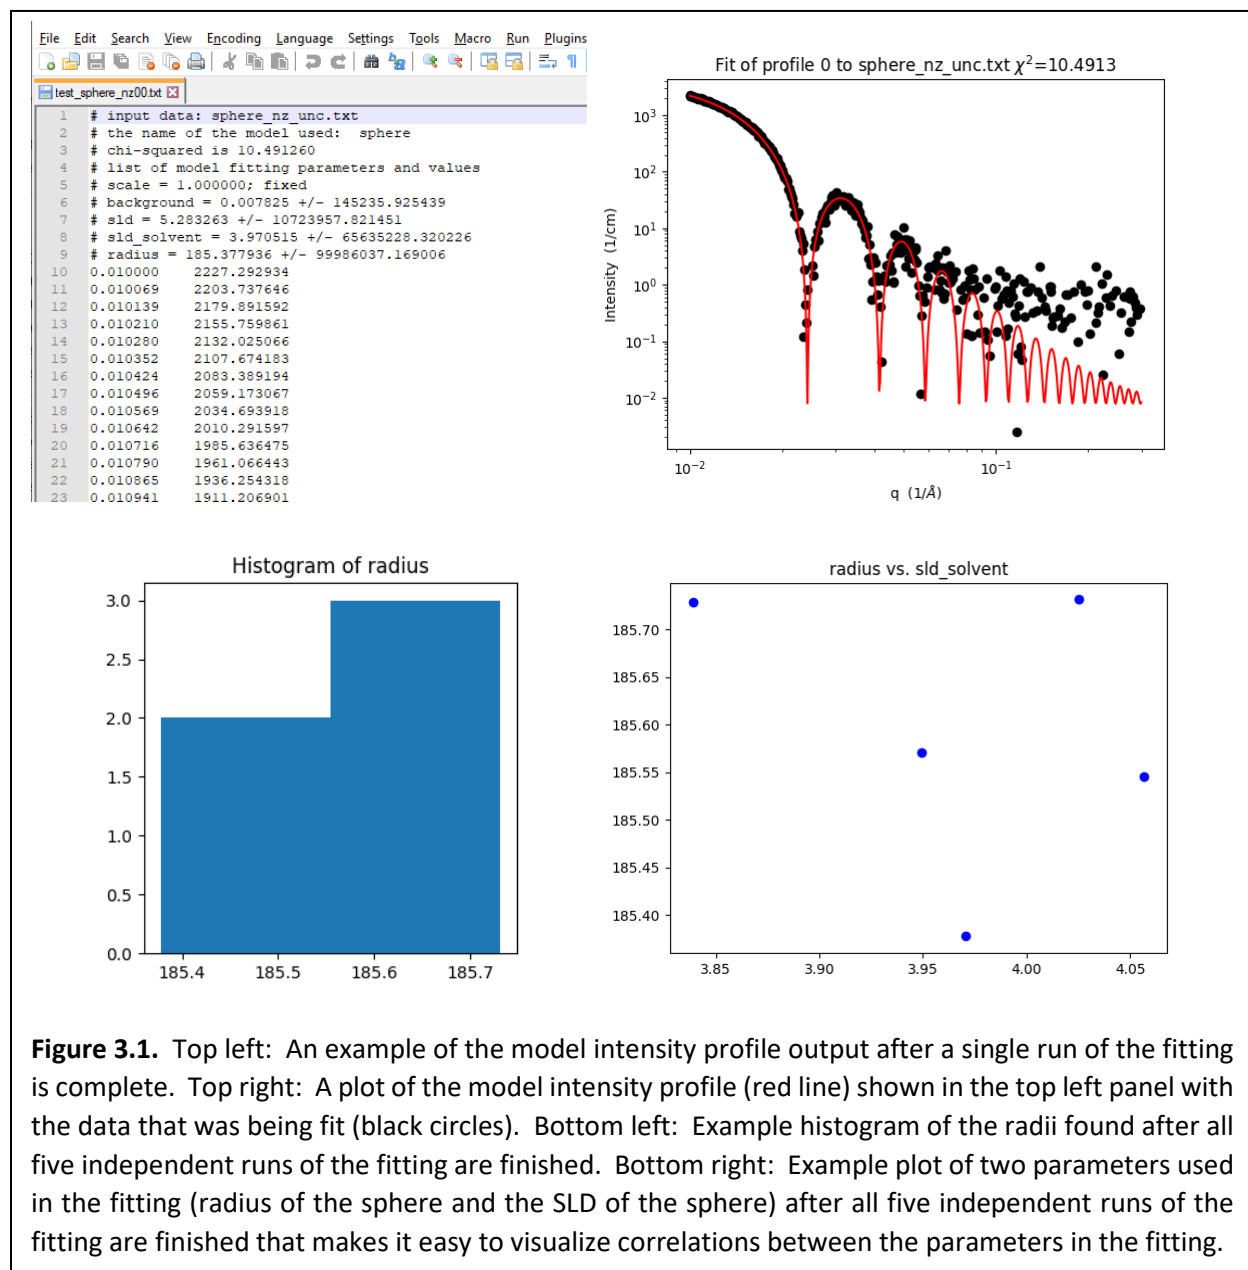 File Edit Search View Encoding Language Settings Tools Macro Run Plugins
test_sphere_nz00.txt
1 # input data: sphere_nz_unc.txt
2 # the name of the model used:  sphere
3 # chi-squared is 10.491260
4 # list of model fitting parameters and values
5 # scale = 1.000000; fixed
6 # background = 0.007825 +/- 145235.925439
7 # sld = 5.283263 +/- 10723957.821451
8 # sld_solvent = 3.970515 +/- 65635228.320226
9 # radius = 185.377936 +/- 99986037.169006
10 0.010000 2227.292934
11 0.010069 2203.737646
12 0.010139 2179.891592
13 0.010210 2155.759861
14 0.010280 2132.025066
15 0.010352 2107.674183
16 0.010424 2083.389194
17 0.010496 2059.173067
18 0.010569 2034.693918
19 0.010642 2010.291597
20 0.010716 1985.636475
21 0.010790 1961.066443
22 0.010865 1936.254318
23 0.010941 1911.206901
Fit of profile 0 to sphere_nz_unc.txt χ²=10.4913
10³
10²
10¹
10⁰
10⁻¹
10⁻²
Intensity (1/cm)
10⁻² 10⁻¹
q (1/Å)
Histogram of radius
3.0
2.5
2.0
1.5
1.0
0.5
0.0
185.4 185.5 185.6 185.7
radius vs. sld_solvent
185.70
185.65
185.60
185.55
185.50
185.45
185.40
3.85 3.90 3.95 4.00 4.05
Figure 3.1. Top left: An example of the model intensity profile output after a single run of the fitting
is complete. Top right: A plot of the model intensity profile (red line) shown in the top left panel with
the data that was being fit (black circles). Bottom left: Example histogram of the radii found after all
five independent runs of the fitting are finished. Bottom right: Example plot of two parameters used
in the fitting (radius of the sphere and the SLD of the sphere) after all five independent runs of the
fitting are finished that makes it easy to visualize correlations between the parameters in the fitting.